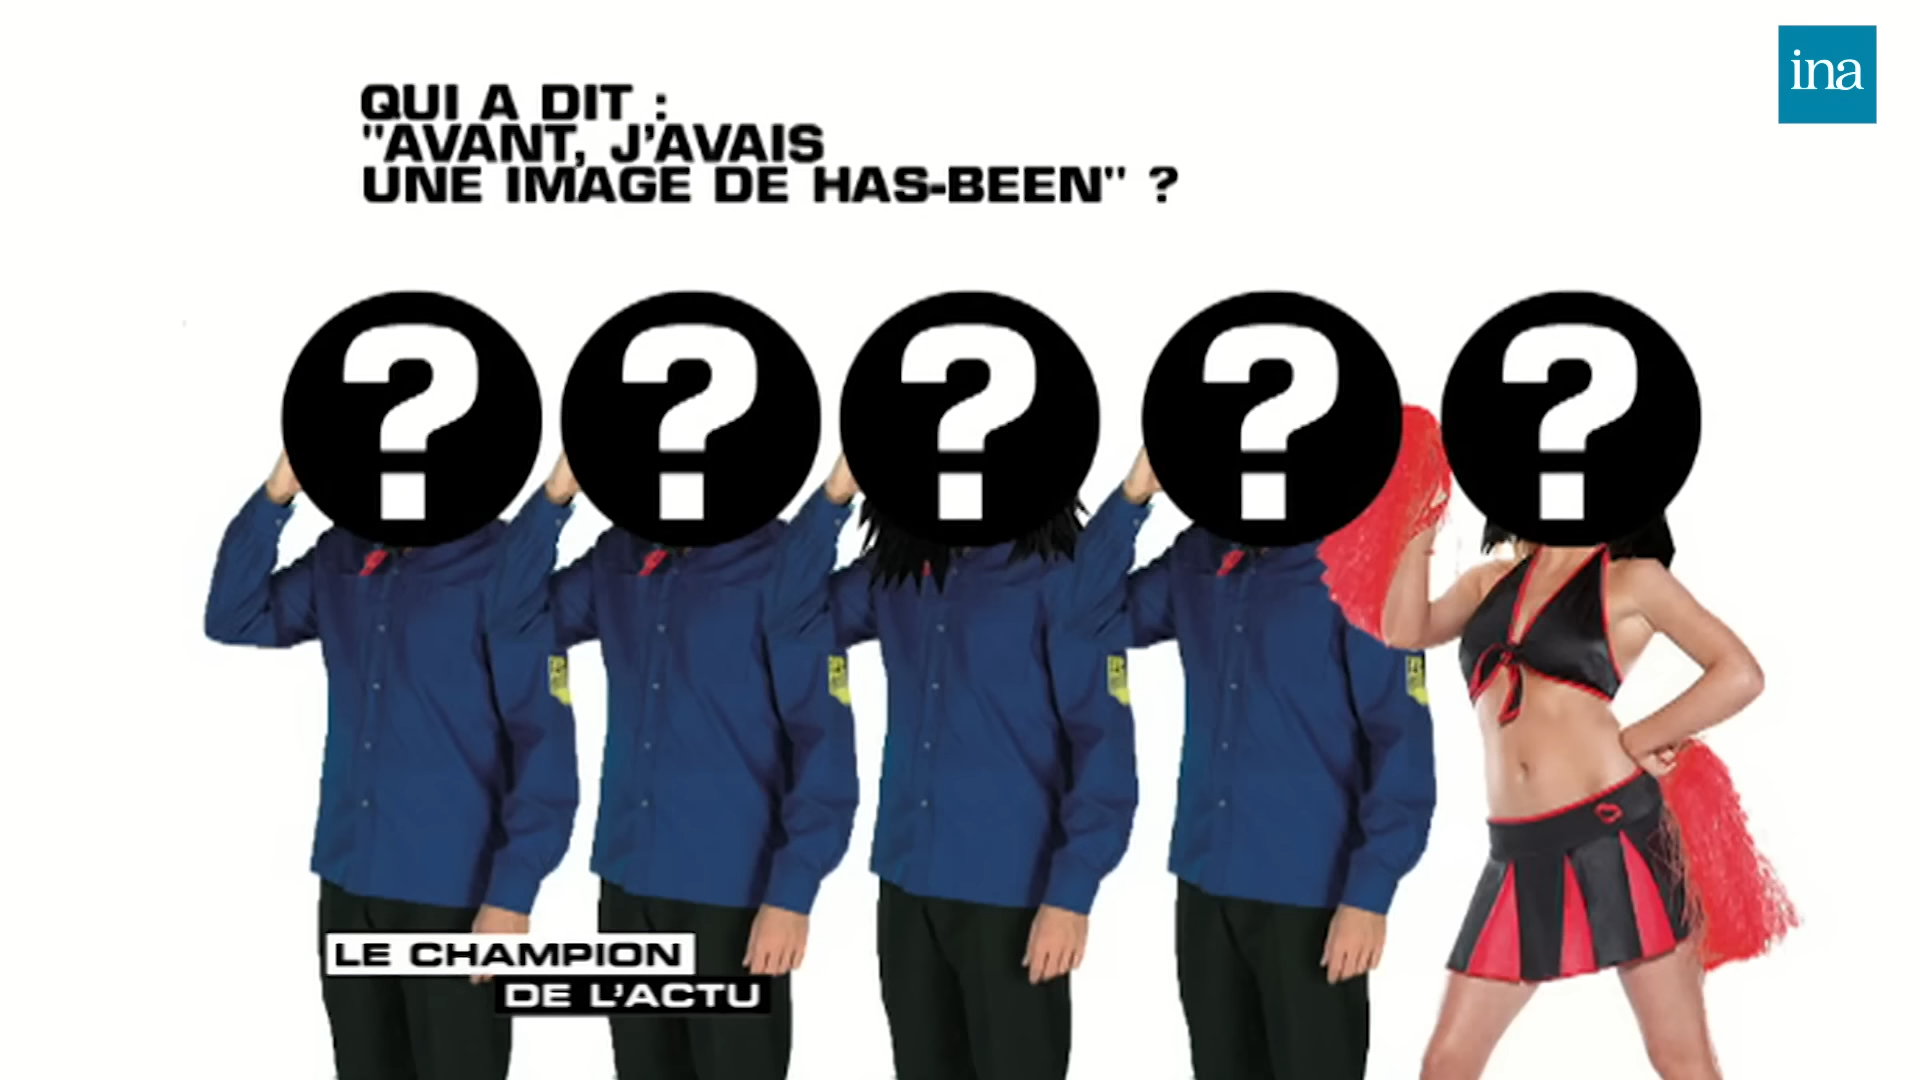 ina
QUI A DIT :
"AVANT, J'AVAIS
UNE IMAGE DE HAS-BEEN" ?
? ? ? ? ?
LE CHAMPION
DE L'ACTU